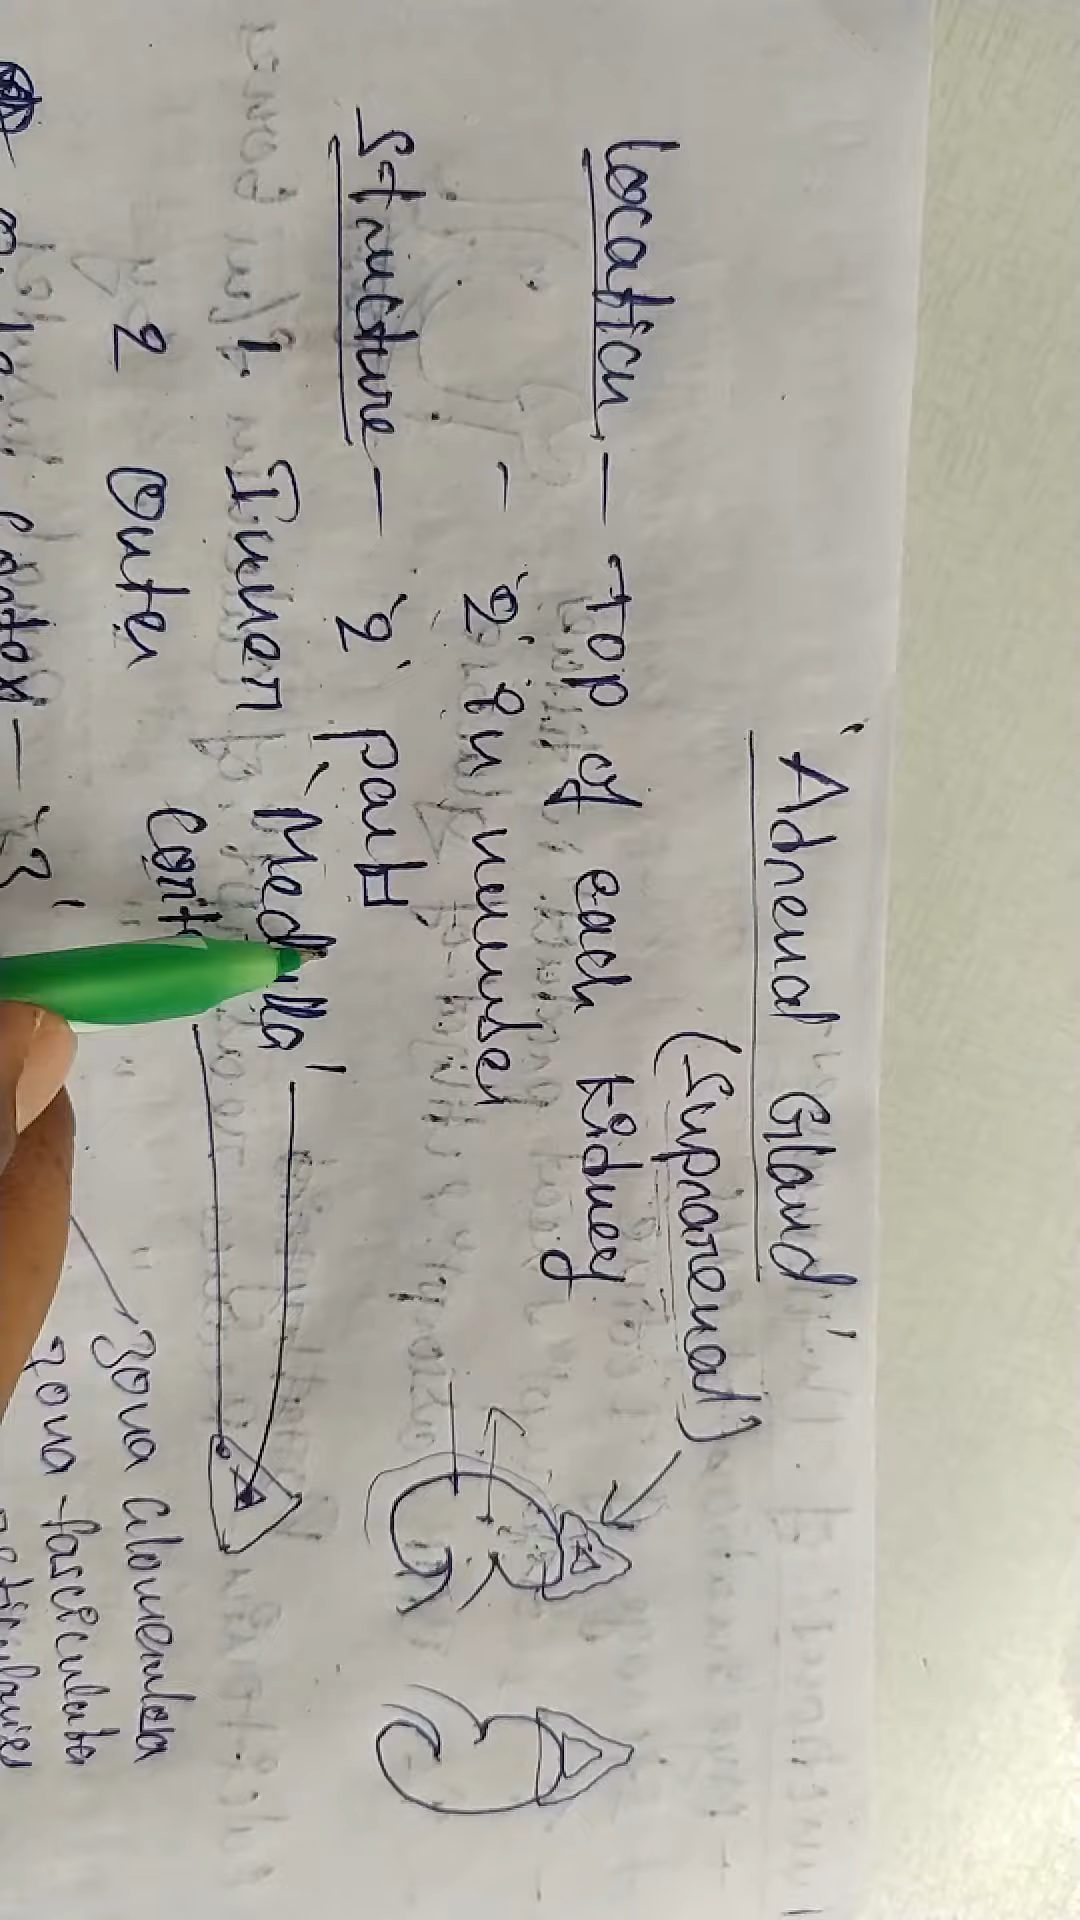 'Adrenal Gland'
(Suprarenal)
Location - Top of each kidney
- '2' in number
Structure - '2' part
1 Inner 'Medulla'
2 Outer
zona Glomerulosa
zona fasciculata